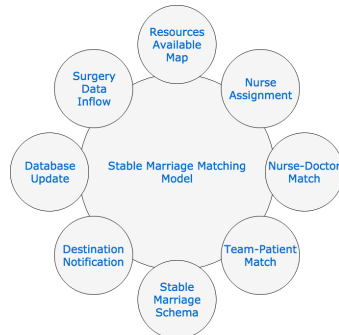 Resources
Available
Map
Surgery
Data
Inflow
Nurse
Assignment
Database
Update
Stable Marriage Matching
Model
Nurse-Doctor
Match
Destination
Notification
Team-Patient
Match
Stable
Marriage
Schema